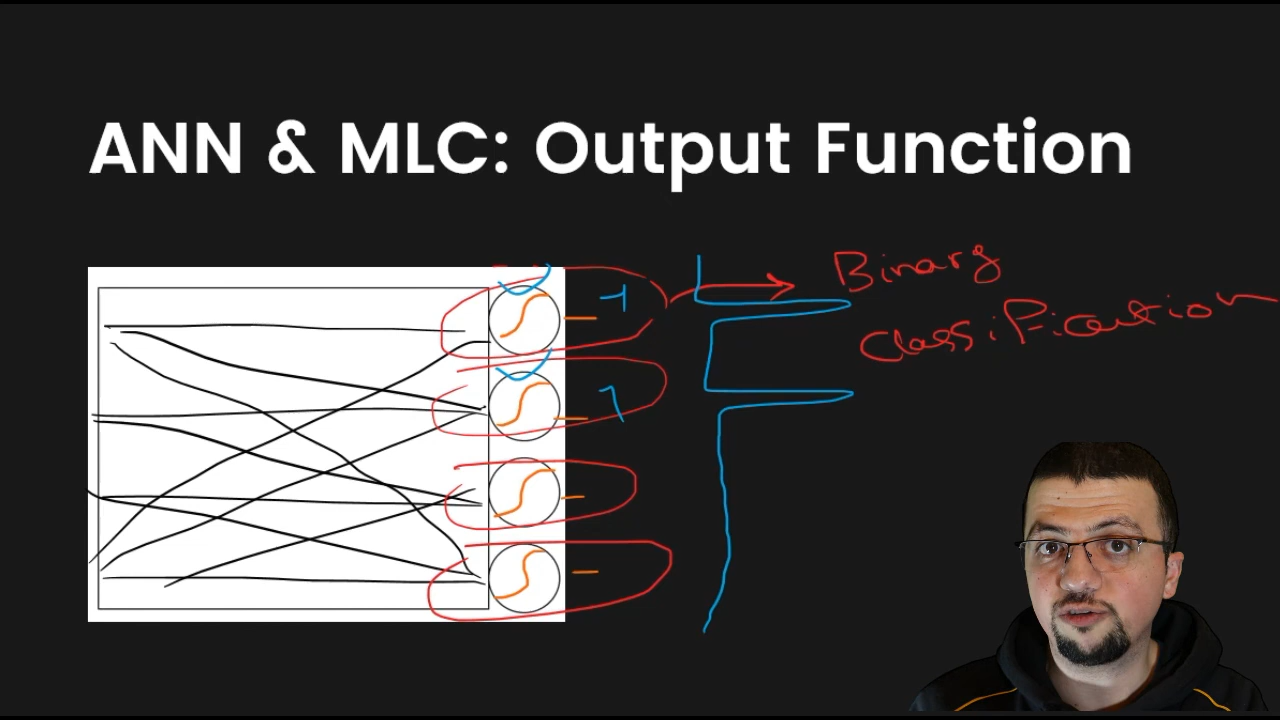 ANN & MLC: Output Function
Binary
1
Classification
1